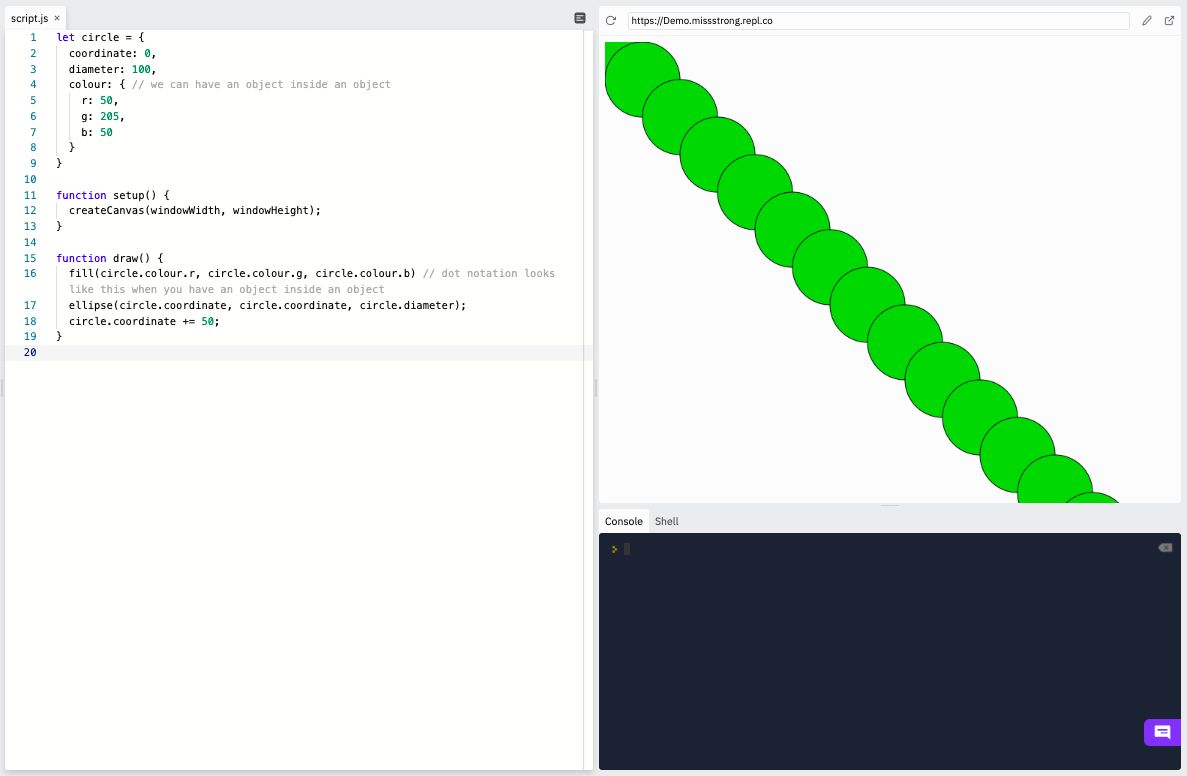 script.js ×
1 let circle = {
2   coordinate: 0,
3   diameter: 100,
4   colour: { // we can have an object inside an object
5     r: 50,
6     g: 205,
7     b: 50
8   }
9 }
10
11 function setup() {
12   createCanvas(windowWidth, windowHeight);
13 }
14
15 function draw() {
16   fill(circle.colour.r, circle.colour.g, circle.colour.b) // dot notation looks
like this when you have an object inside an object
17   ellipse(circle.coordinate, circle.coordinate, circle.diameter);
18   circle.coordinate += 50;
19 }
20
https://Demo.missstrong.repl.co
Console Shell